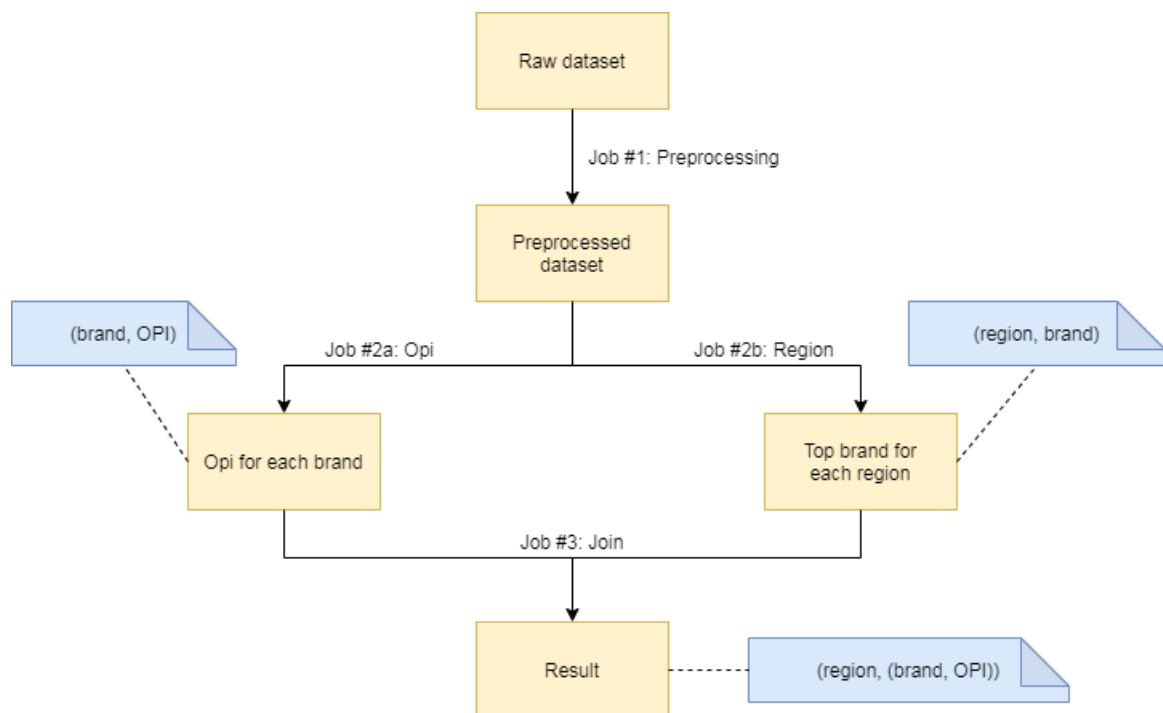 Raw dataset
Job #1: Preprocessing
Preprocessed
dataset
(brand, OPI)
(region, brand)
Job #2a: Opi
Job #2b: Region
Opi for each brand
Top brand for
each region
Job #3: Join
Result
(region, (brand, OPI))